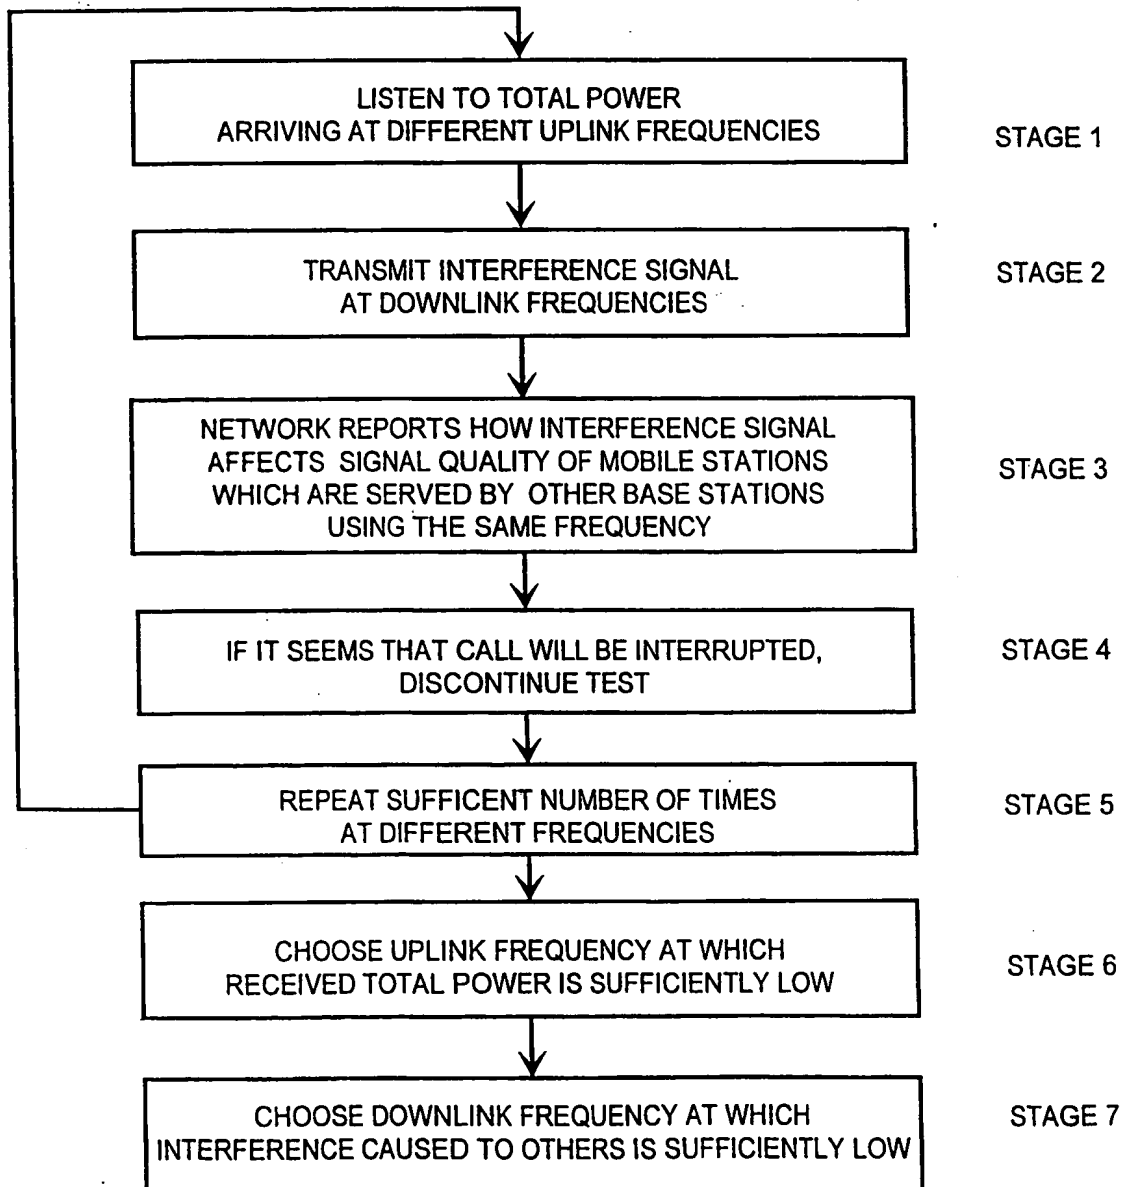 LISTEN TO TOTAL POWER
ARRIVING AT DIFFERENT UPLINK FREQUENCIES
STAGE 1
TRANSMIT INTERFERENCE SIGNAL
AT DOWNLINK FREQUENCIES
STAGE 2
NETWORK REPORTS HOW INTERFERENCE SIGNAL
AFFECTS SIGNAL QUALITY OF MOBILE STATIONS
WHICH ARE SERVED BY OTHER BASE STATIONS
USING THE SAME FREQUENCY
STAGE 3
IF IT SEEMS THAT CALL WILL BE INTERRUPTED,
DISCONTINUE TEST
STAGE 4
REPEAT SUFFICENT NUMBER OF TIMES
AT DIFFERENT FREQUENCIES
STAGE 5
CHOOSE UPLINK FREQUENCY AT WHICH
RECEIVED TOTAL POWER IS SUFFICIENTLY LOW
STAGE 6
CHOOSE DOWNLINK FREQUENCY AT WHICH
INTERFERENCE CAUSED TO OTHERS IS SUFFICIENTLY LOW
STAGE 7